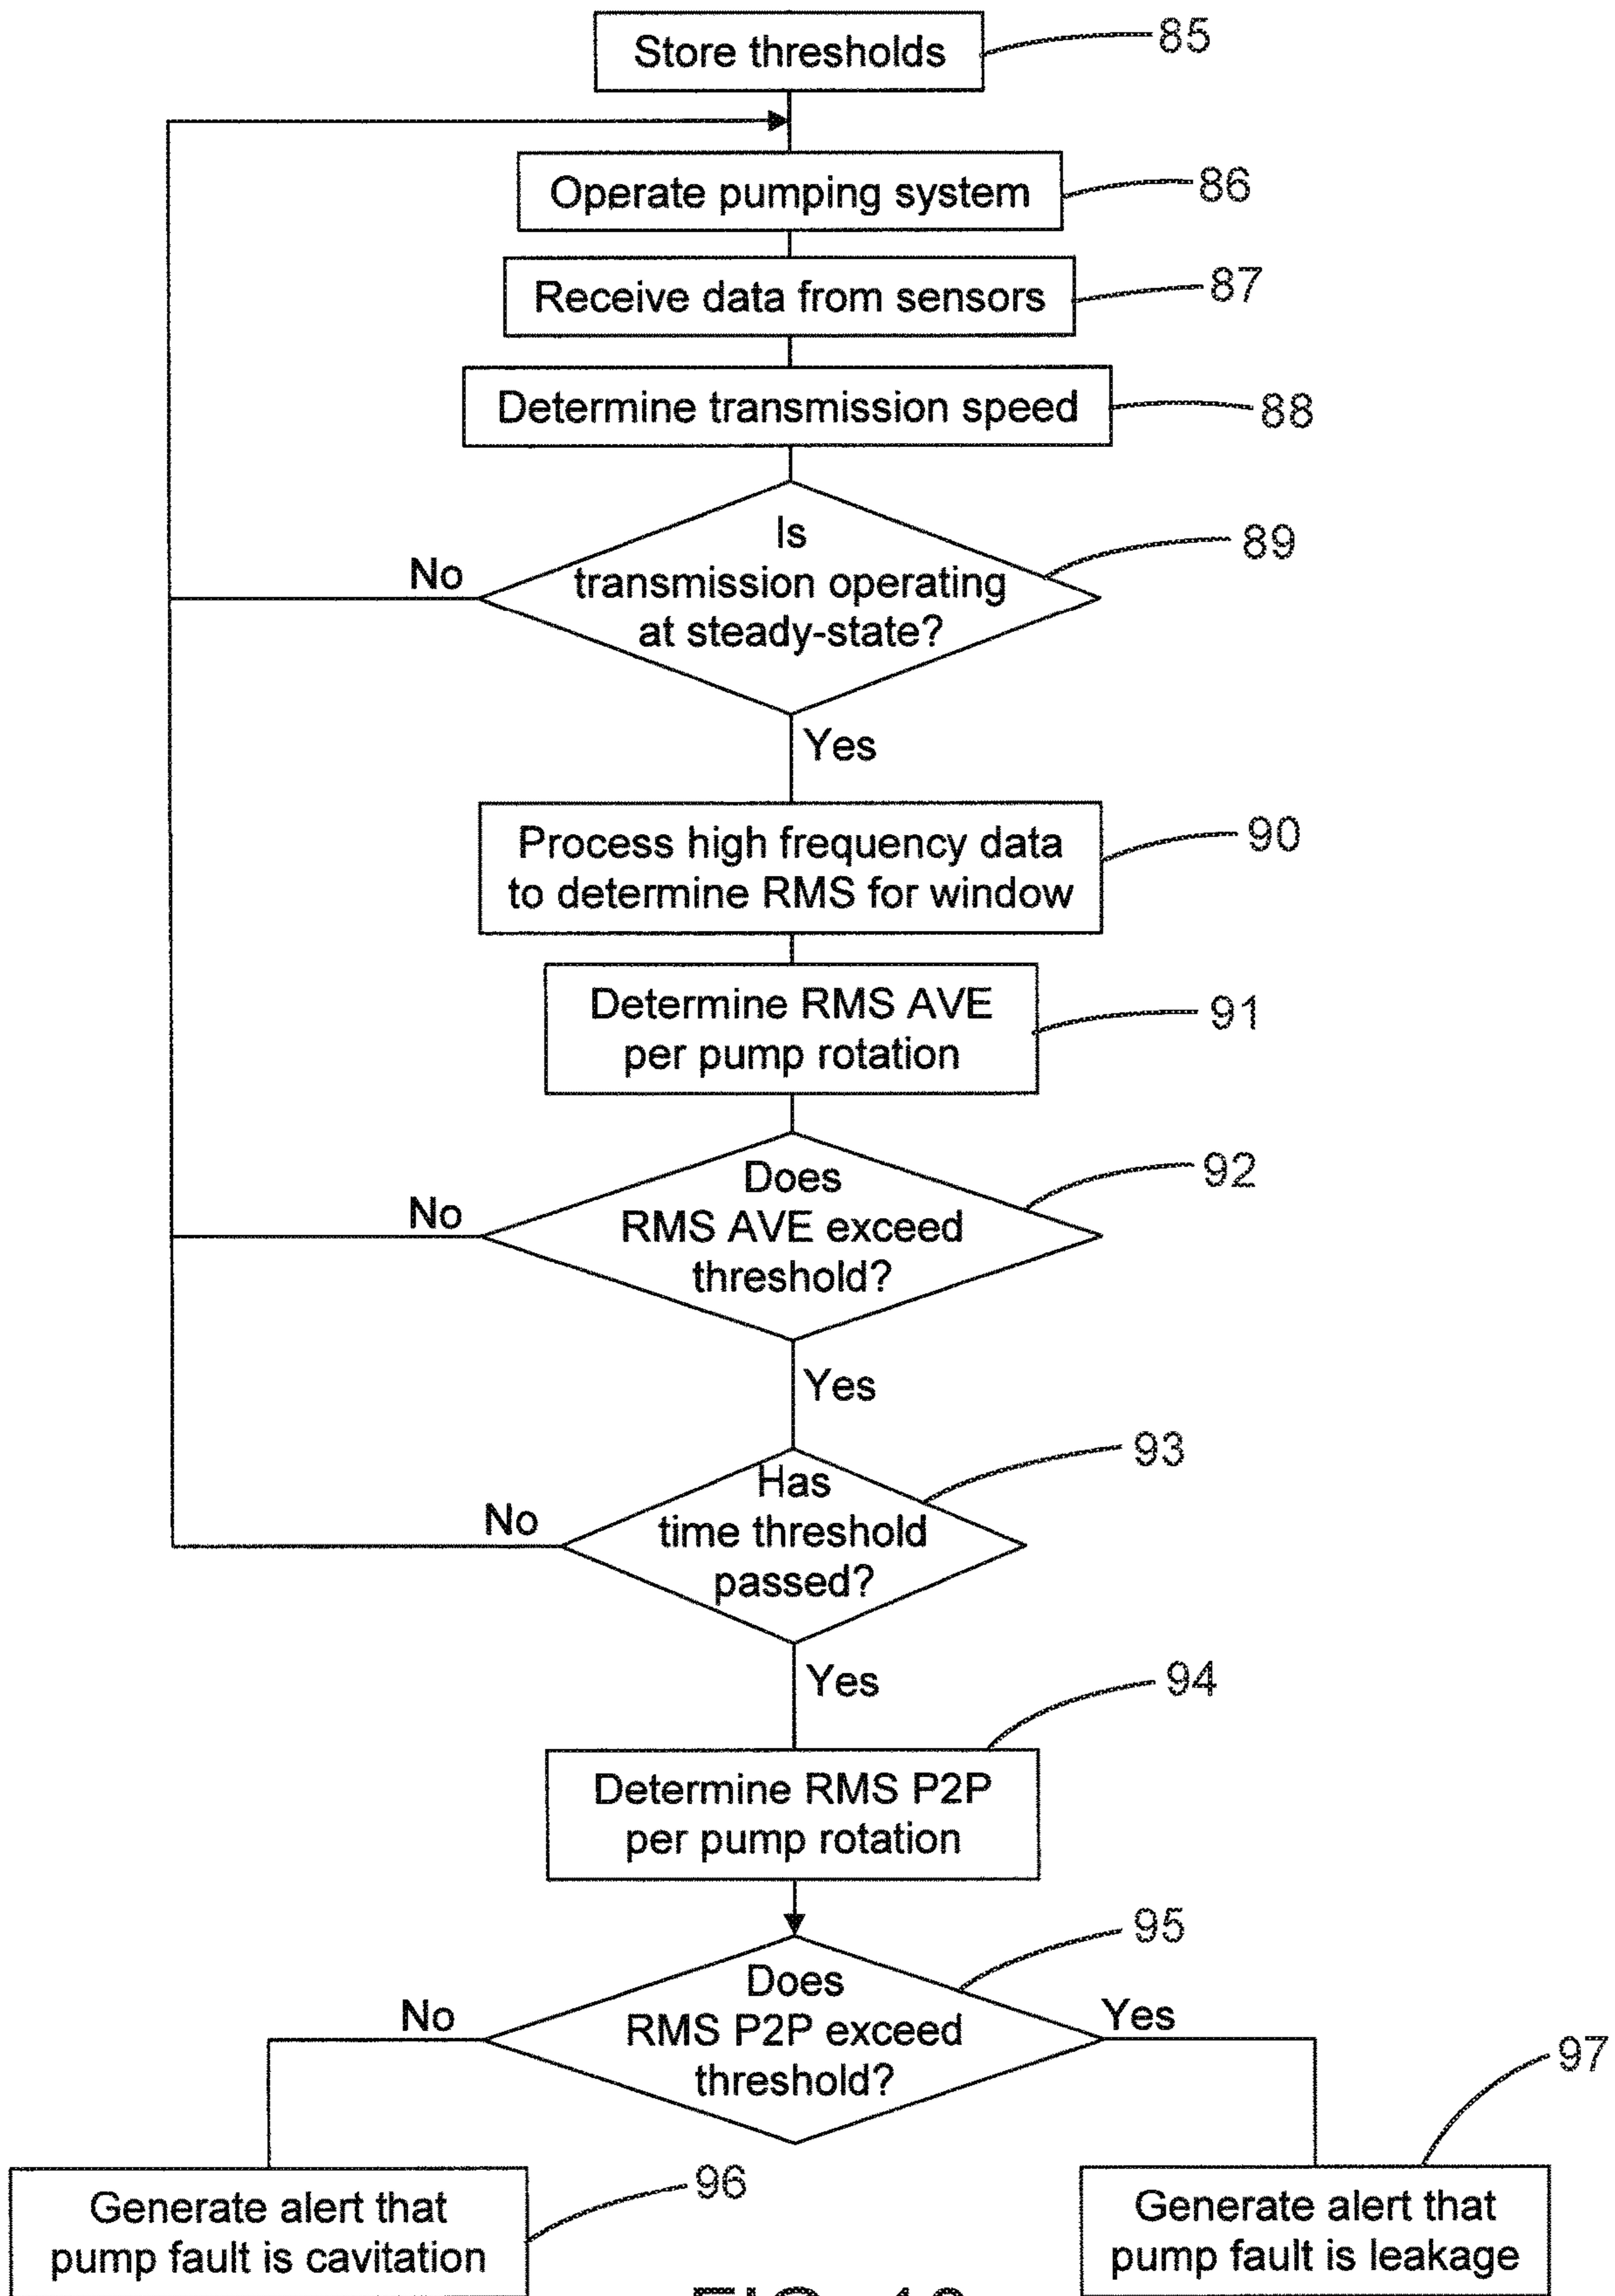 Store thresholds
85
Operate pumping system
86
Receive data from sensors
87
Determine transmission speed
88
Is
transmission operating
at steady-state?
89
No
Yes
Process high frequency data
to determine RMS for window
90
Determine RMS AVE
per pump rotation
91
Does
RMS AVE exceed
threshold?
92
No
Yes
Has
time threshold
passed?
93
No
Yes
Determine RMS P2P
per pump rotation
94
Does
RMS P2P exceed
threshold?
95
No
Yes
Generate alert that
pump fault is cavitation
96
Generate alert that
pump fault is leakage
97